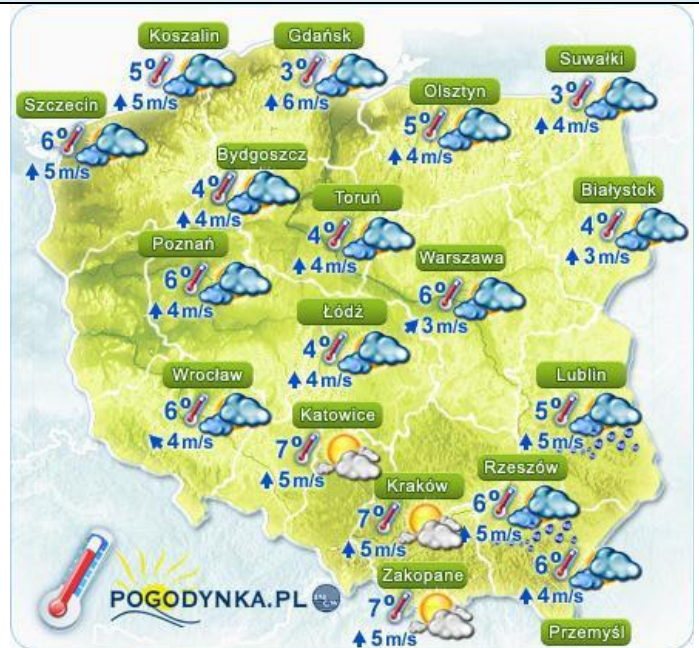 Koszalin
5°
5 m/s
Gdańsk
3°
6 m/s
Suwałki
3°
4 m/s
Szczecin
6°
5 m/s
Olsztyn
5°
4 m/s
Bydgoszcz
4°
4 m/s
Toruń
4°
4 m/s
Białystok
4°
3 m/s
Poznań
6°
4 m/s
Warszawa
6°
3 m/s
Łódź
4°
4 m/s
Wrocław
6°
4 m/s
Katowice
7°
5 m/s
Lublin
5°
5 m/s
Kraków
7°
5 m/s
Rzeszów
6°
5 m/s
Zakopane
7°
5 m/s
6°
4 m/s
Przemyśl
POGODYNKA.PL